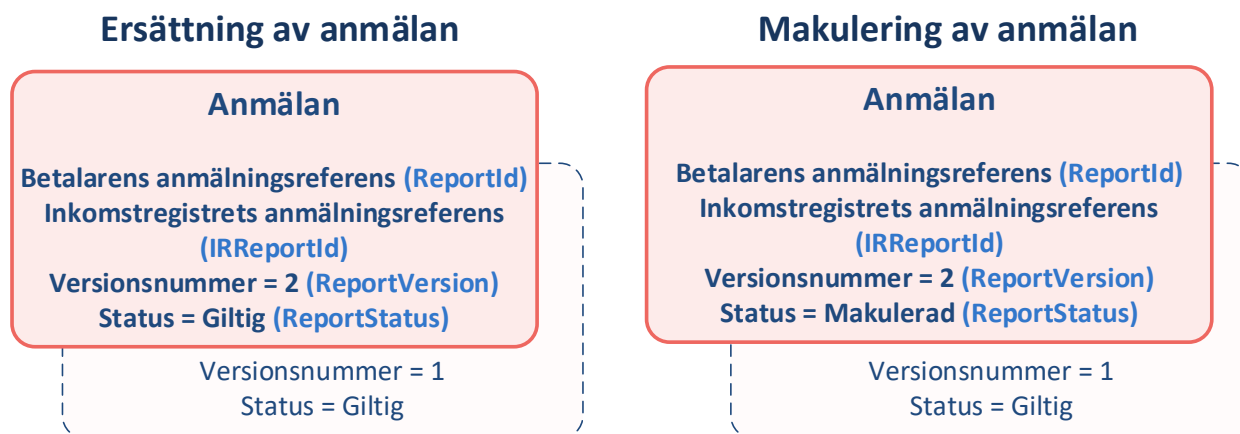 Ersättning av anmälan
Anmälan
Betalarens anmälningsreferens (ReportId)
Inkomstregistrets anmälningsreferens
(IRReportId)
Versionsnummer = 2 (ReportVersion)
Status = Giltig (ReportStatus)
Versionsnummer = 1
Status = Giltig
Makulering av anmälan
Anmälan
Betalarens anmälningsreferens (ReportId)
Inkomstregistrets anmälningsreferens
(IRReportId)
Versionsnummer = 2 (ReportVersion)
Status = Makulerad (ReportStatus)
Versionsnummer = 1
Status = Giltig